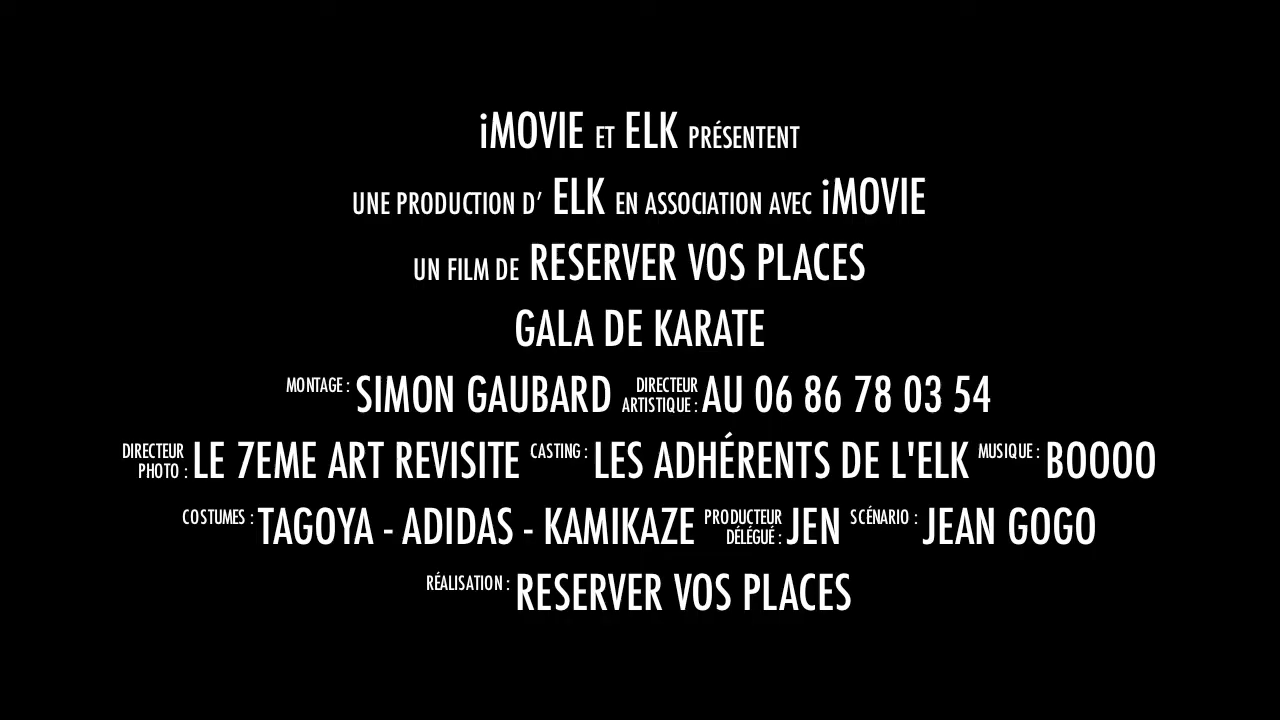 iMOVIE ET ELK PRÉSENTENT
UNE PRODUCTION D' ELK EN ASSOCIATION AVEC iMOVIE
UN FILM DE RESERVER VOS PLACES
GALA DE KARATE
MONTAGE : SIMON GAUBARD DIRECTEUR ARTISTIQUE : AU 06 86 78 03 54
DIRECTEUR PHOTO : LE 7EME ART REVISITE CASTING : LES ADHÉRENTS DE L'ELK MUSIQUE : BOOOO
COSTUMES : TAGOYA - ADIDAS - KAMIKAZE PRODUCTEUR DÉLÉGUÉ : JEN SCÉNARIO : JEAN GOGO
RÉALISATION : RESERVER VOS PLACES